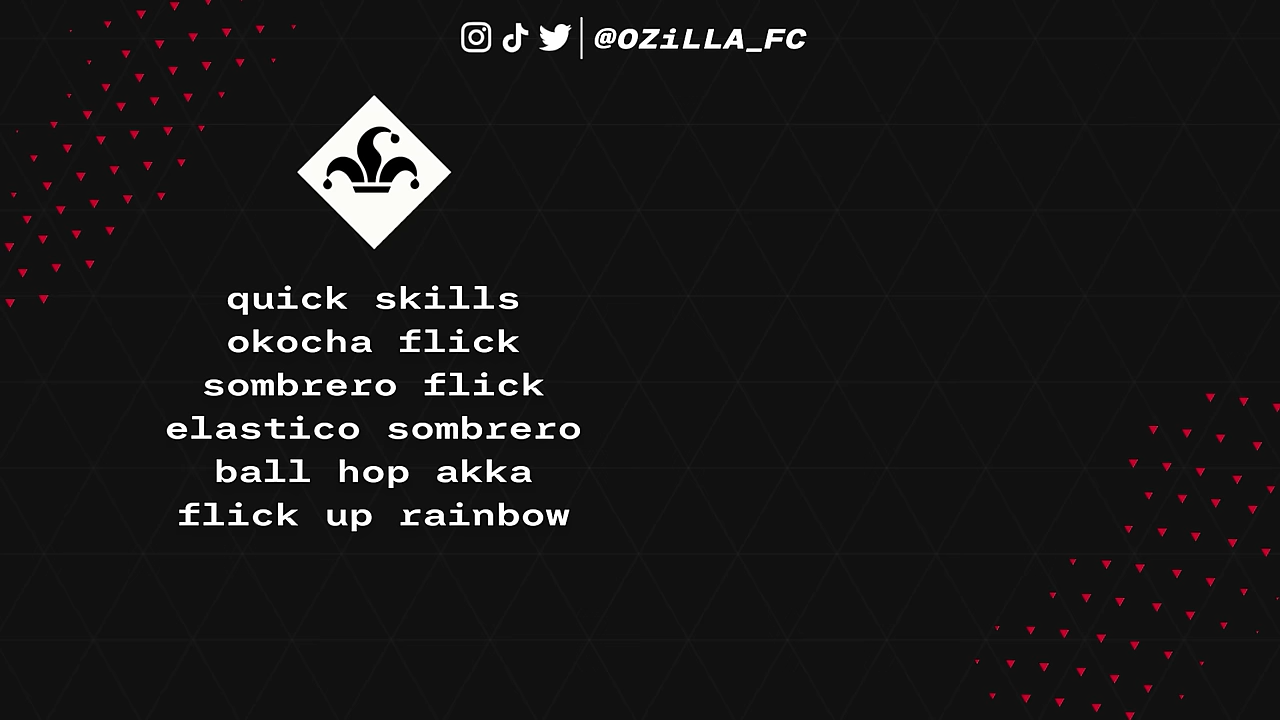 @OZiLLA_FC
quick skills
okocha flick
sombrero flick
elastico sombrero
ball hop akka
flick up rainbow